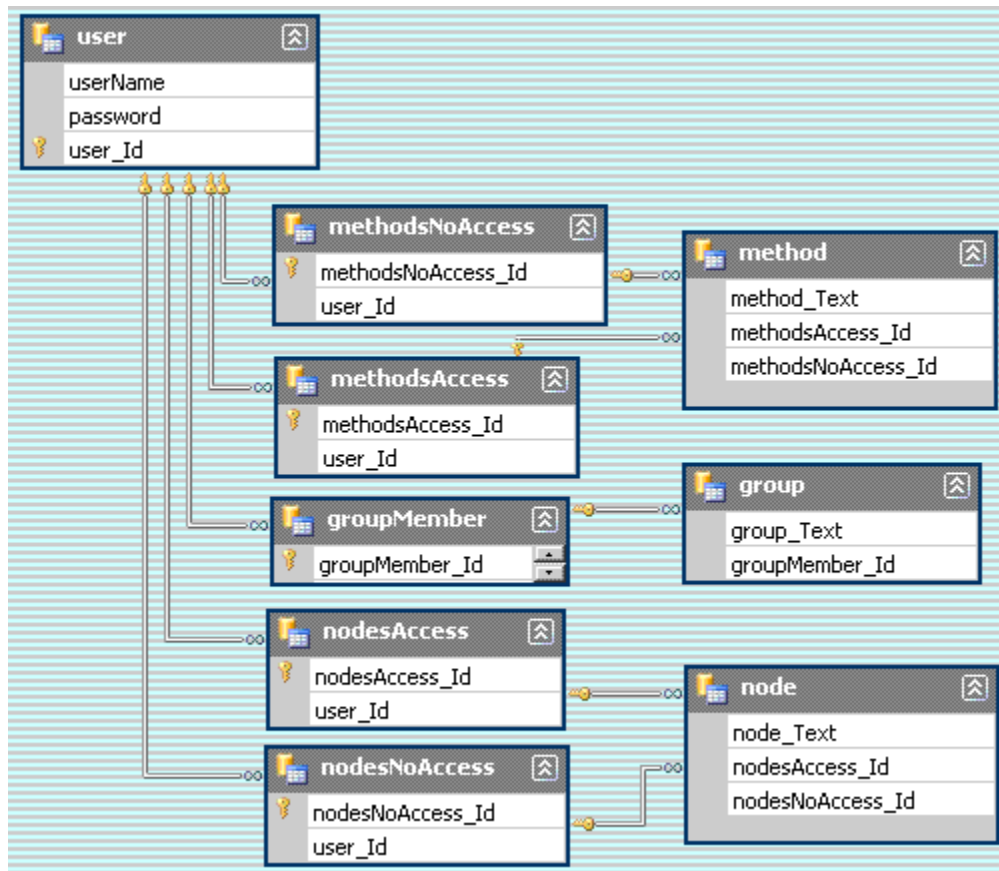 user
userName
password
user_Id
methodsNoAccess
methodsNoAccess_Id
user_Id
method
method_Text
methodsAccess_Id
methodsNoAccess_Id
methodsAccess
methodsAccess_Id
user_Id
group
group_Text
groupMember_Id
groupMember
groupMember_Id
nodesAccess
nodesAccess_Id
user_Id
node
node_Text
nodesAccess_Id
nodesNoAccess_Id
nodesNoAccess
nodesNoAccess_Id
user_Id